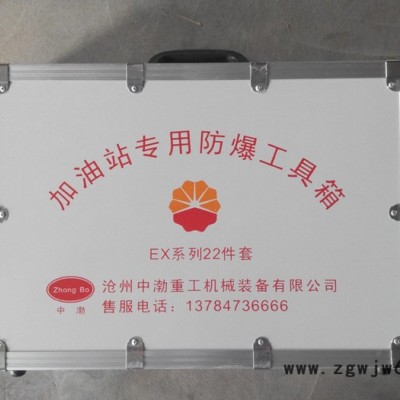 加油站专用防爆工具箱
EX系列22件套
Zhong Bo
中渤
沧州中渤重工机械装备有限公司
售服电话：13784736666